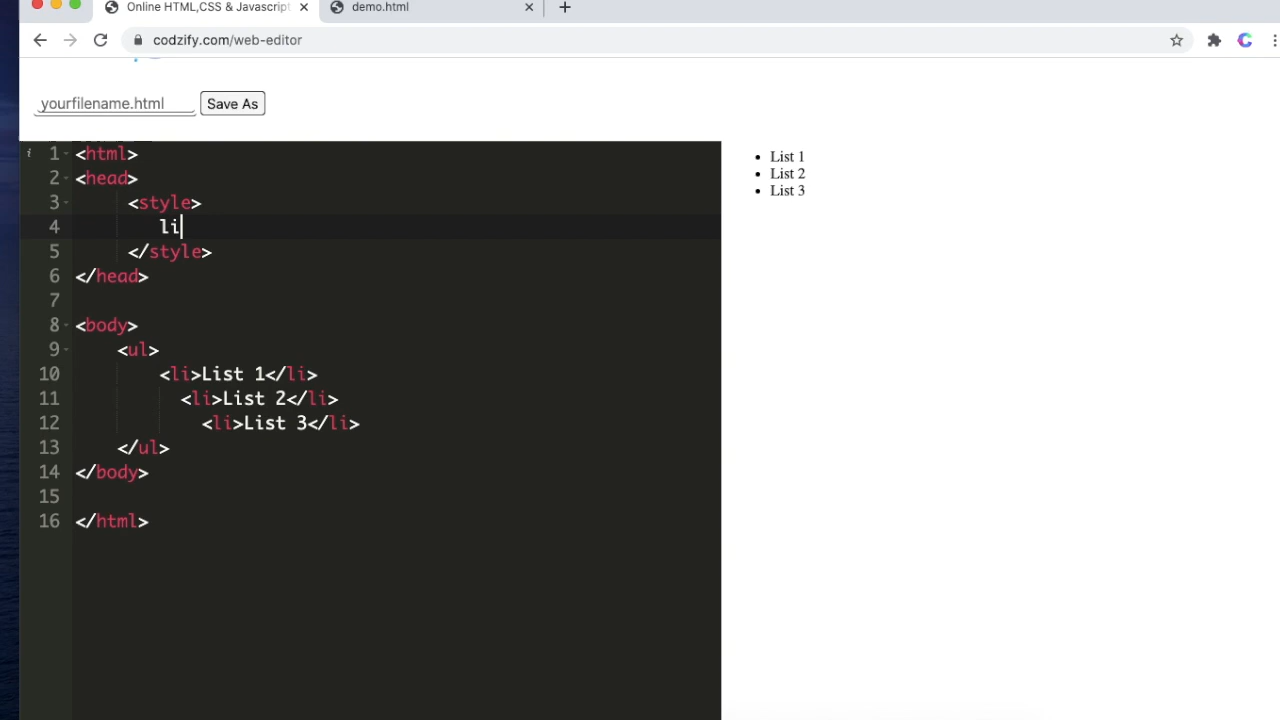 Online HTML,CSS & Javascript
demo.html
codzify.com/web-editor
yourfilename.html
Save As
1 <html>
2 <head>
3 <style>
4 li
5 </style>
6 </head>
7
8 <body>
9 <ul>
10 <li>List 1</li>
11 <li>List 2</li>
12 <li>List 3</li>
13 </ul>
14 </body>
15
16 </html>
• List 1
• List 2
• List 3